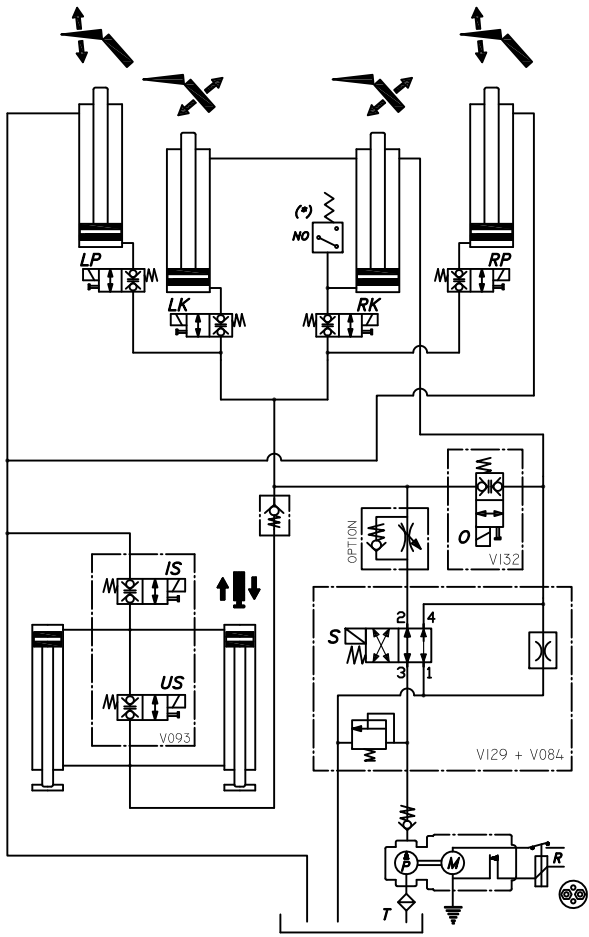 (*)
NO
LP
RP
LK
RK
OPTION
O
V132
IS
US
V093
S
2 4
3 1
V129 + V084
P
M
R
T